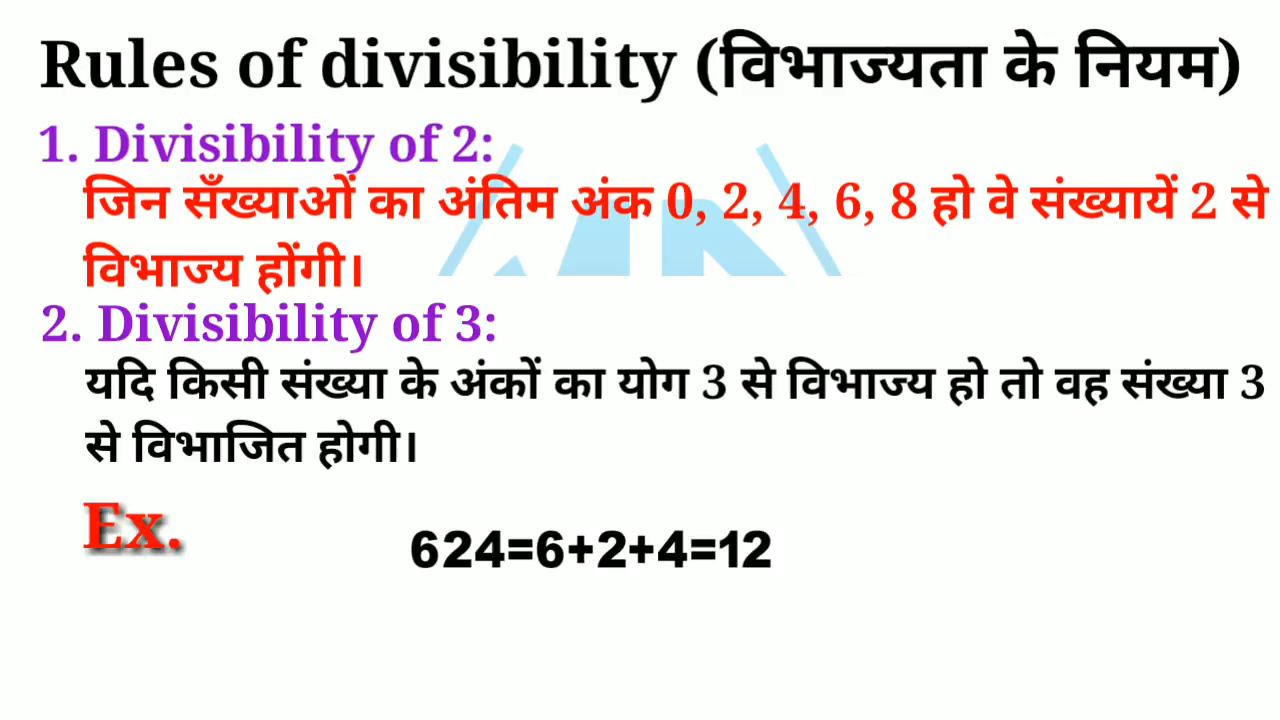 Rules of divisibility (विभाज्यता के नियम)
1. Divisibility of 2:
जिन सँख्याओं का अंतिम अंक 0, 2, 4, 6, 8 हो वे संख्यायें 2 से
विभाज्य होंगी।
2. Divisibility of 3:
यदि किसी संख्या के अंकों का योग 3 से विभाज्य हो तो वह संख्या 3
से विभाजित होगी।
Ex.
624=6+2+4=12